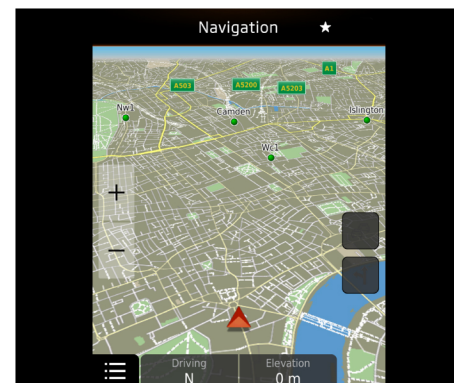 Navigation
A1
A503
A5200
A5203
Nw1
Camden
Islington
Wc1
+
−
Driving
Elevation
N
0 m